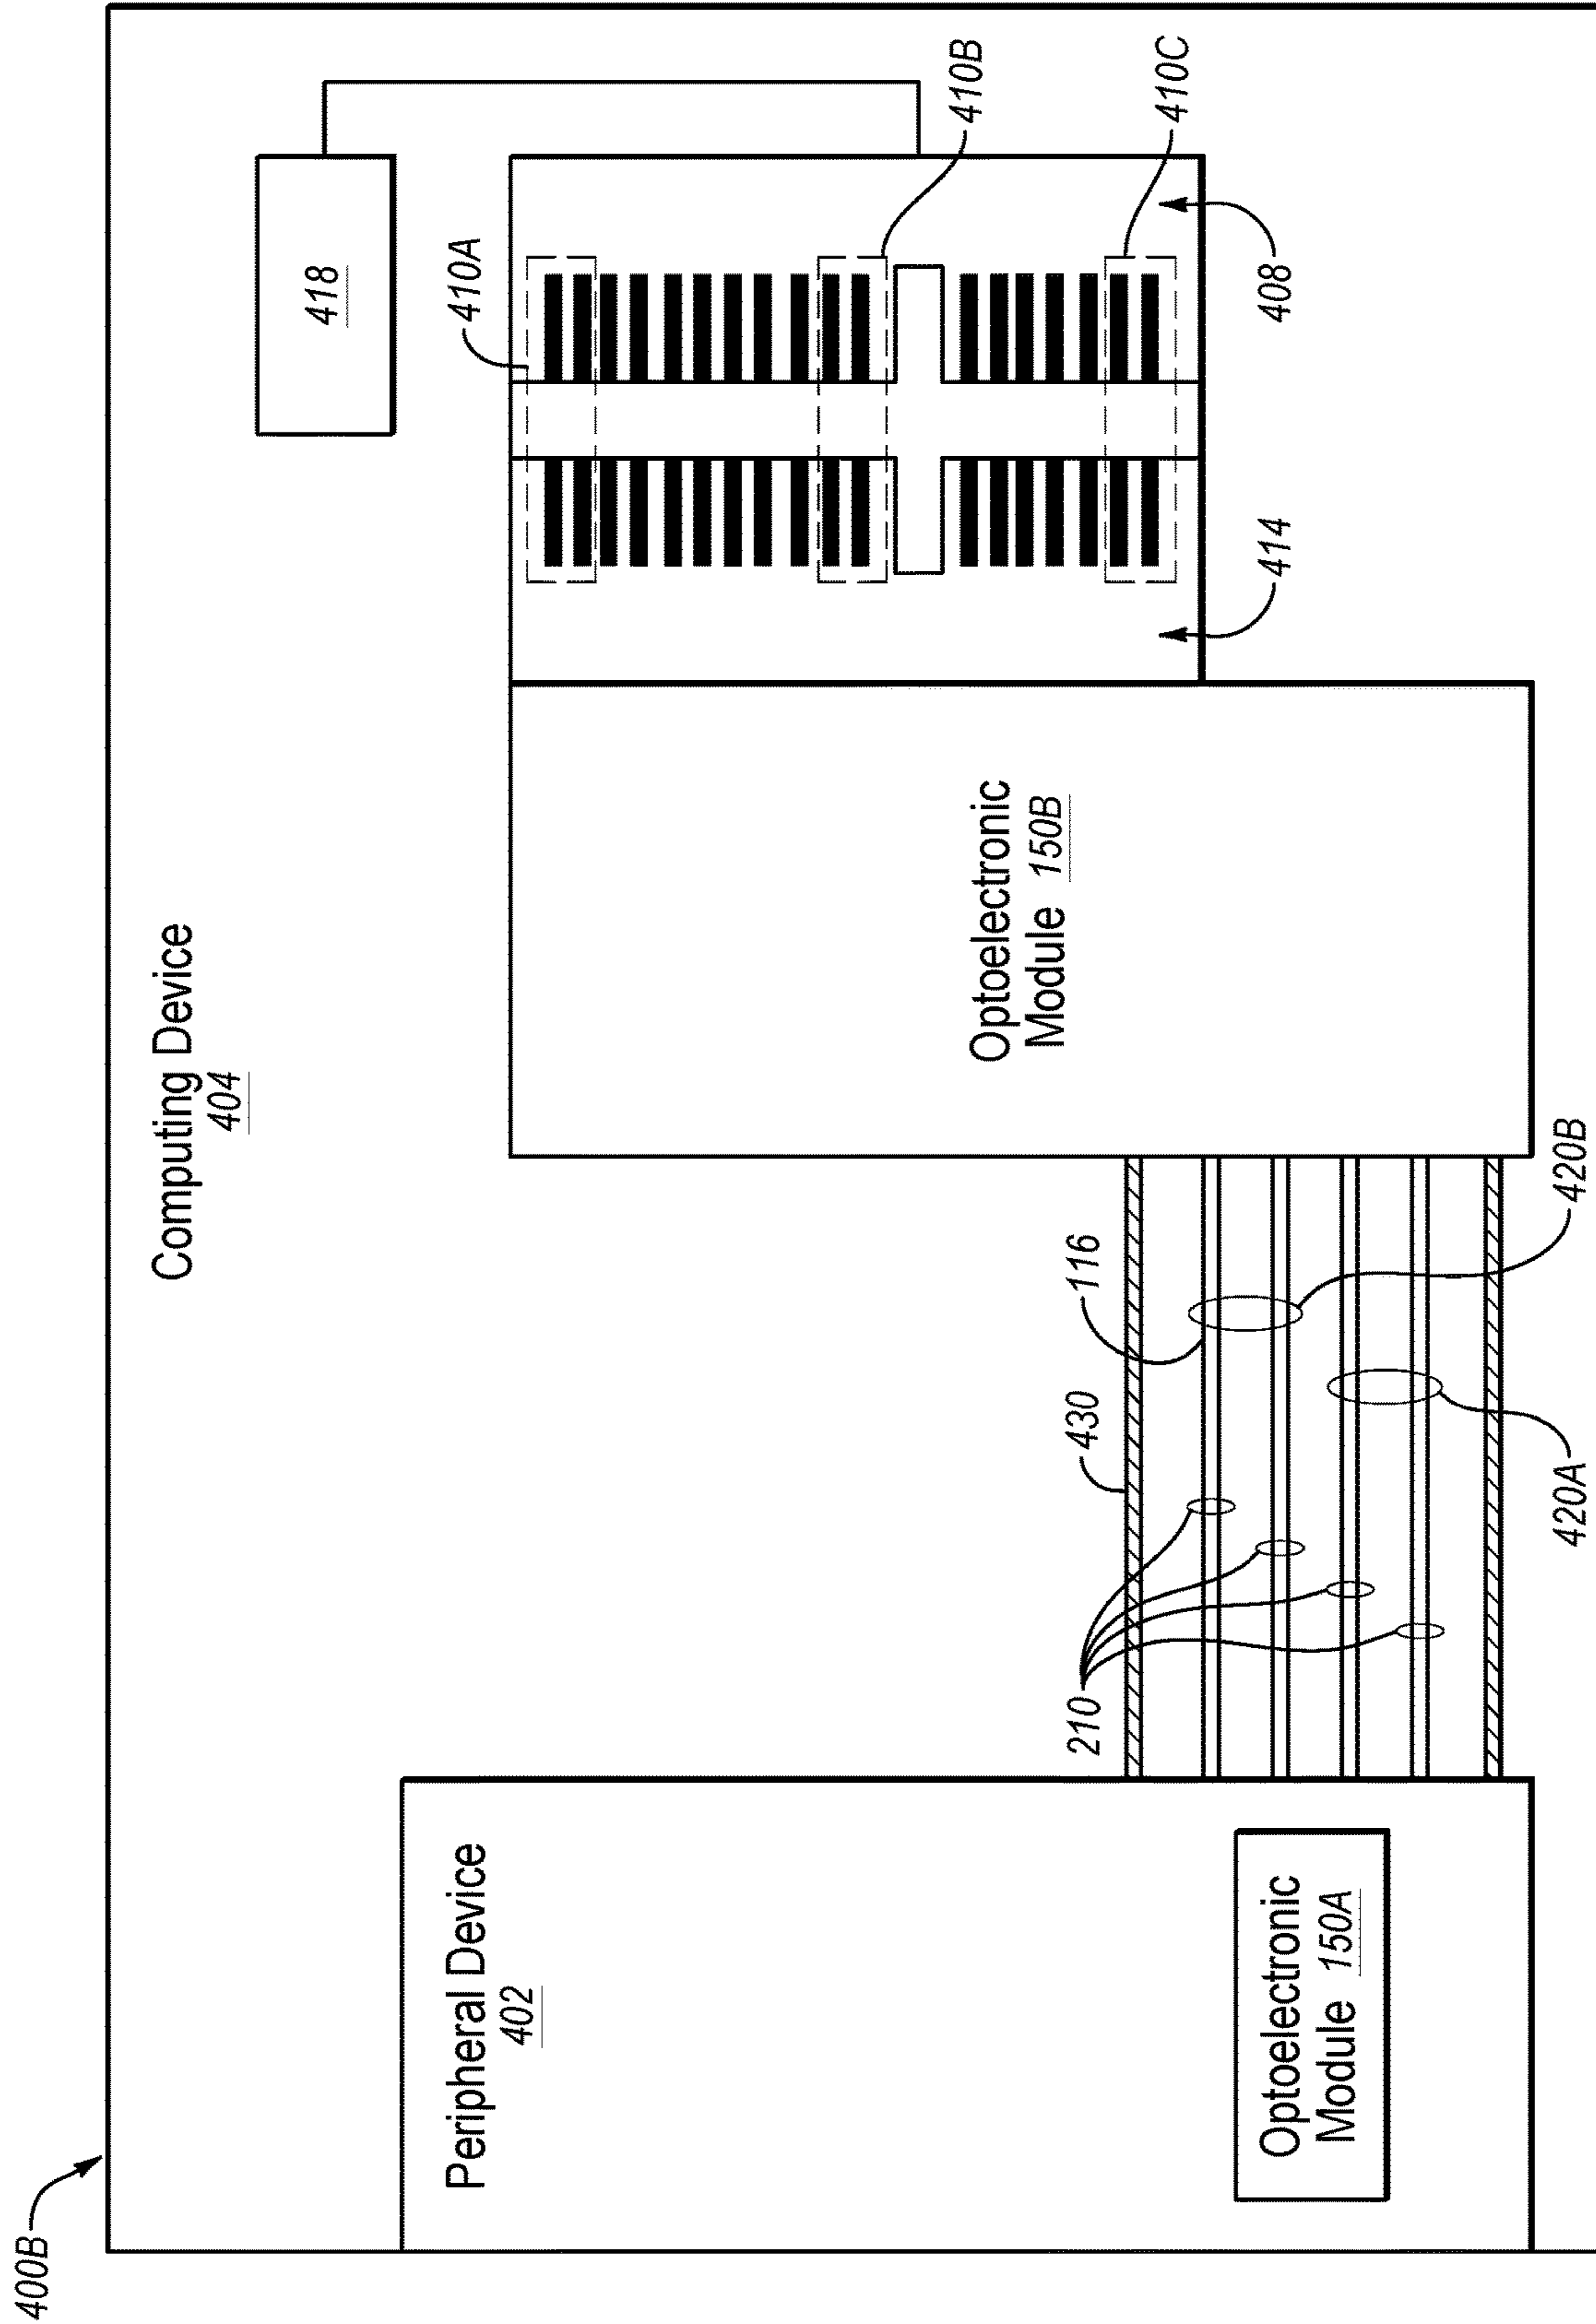 400B
Computing Device
404
Peripheral Device
402
Optoelectronic
Module 150A
210
430
116
420A
420B
Optoelectronic
Module 150B
418
410A
410B
410C
414
408